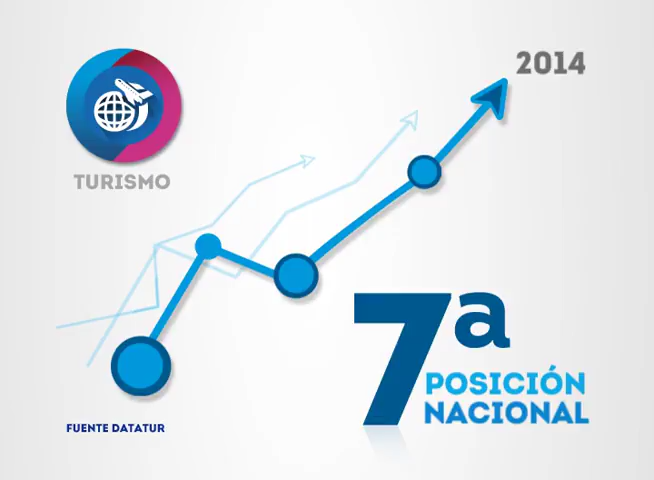 2014
TURISMO
7ª
POSICIÓN
NACIONAL
FUENTE DATATUR